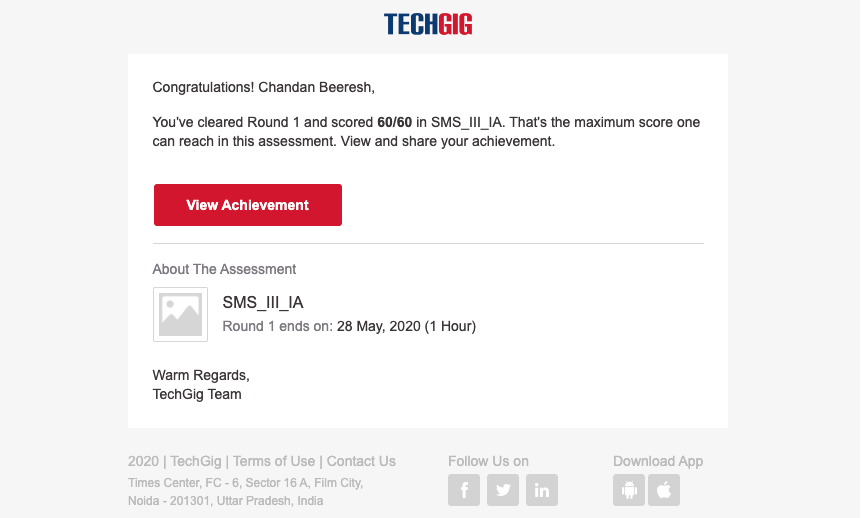 TECHGIG
Congratulations! Chandan Beeresh,
You've cleared Round 1 and scored 60/60 in SMS_III_IA. That's the maximum score one
can reach in this assessment. View and share your achievement.
View Achievement
About The Assessment
SMS_III_IA
Round 1 ends on: 28 May, 2020 (1 Hour)
Warm Regards,
TechGig Team
2020 | TechGig | Terms of Use | Contact Us
Times Center, FC - 6, Sector 16 A, Film City,
Noida - 201301, Uttar Pradesh, India
Follow Us on
Download App